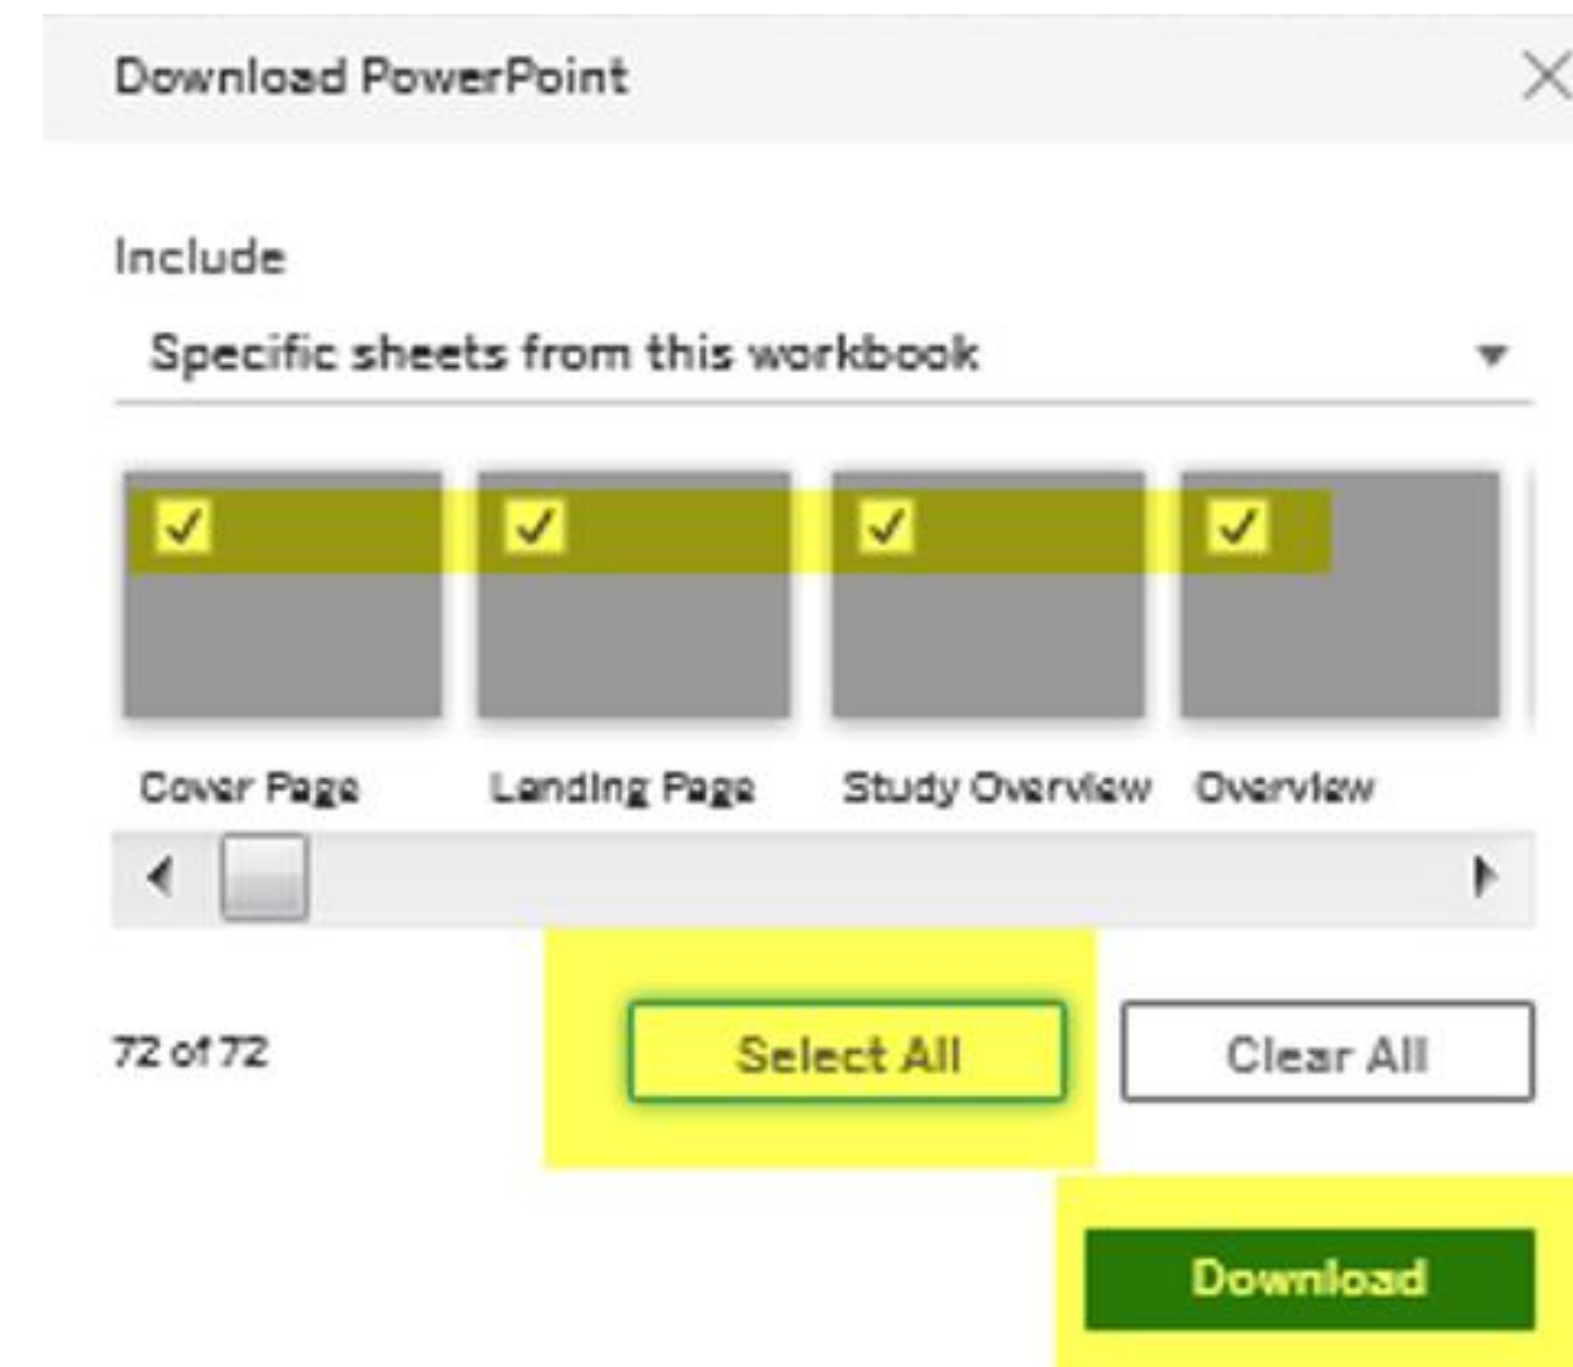 Download PowerPoint
Include
Specific sheets from this workbook
Cover Page Landing Page Study Overview Overview
72 of 72 Select All Clear All
Download